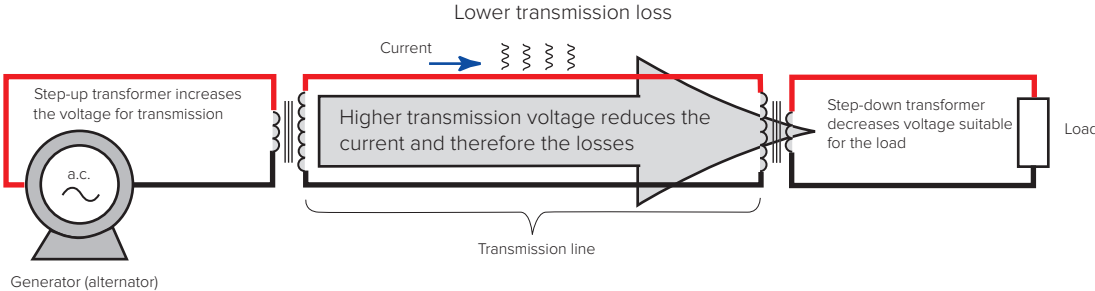 Lower transmission loss
Current
Step-up transformer increases
the voltage for transmission
Higher transmission voltage reduces the
current and therefore the losses
Step-down transformer
decreases voltage suitable
for the load
Load
a.c.
Transmission line
Generator (alternator)